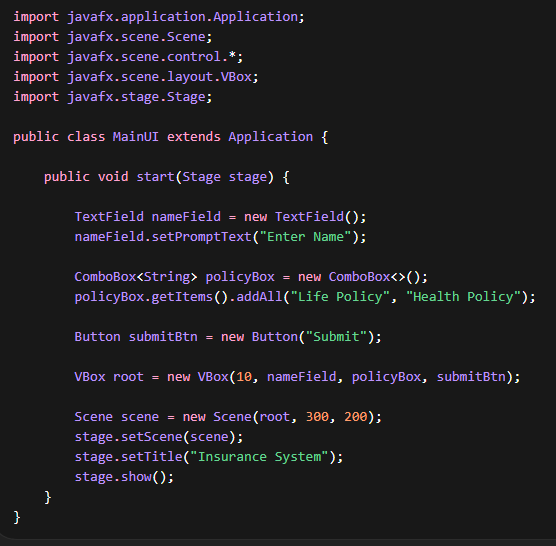 import javafx.application.Application;
import javafx.scene.Scene;
import javafx.scene.control.*;
import javafx.scene.layout.VBox;
import javafx.stage.Stage;

public class MainUI extends Application {

    public void start(Stage stage) {

        TextField nameField = new TextField();
        nameField.setPromptText("Enter Name");

        ComboBox<String> policyBox = new ComboBox<>();
        policyBox.getItems().addAll("Life Policy", "Health Policy");

        Button submitBtn = new Button("Submit");

        VBox root = new VBox(10, nameField, policyBox, submitBtn);

        Scene scene = new Scene(root, 300, 200);
        stage.setScene(scene);
        stage.setTitle("Insurance System");
        stage.show();
    }
}